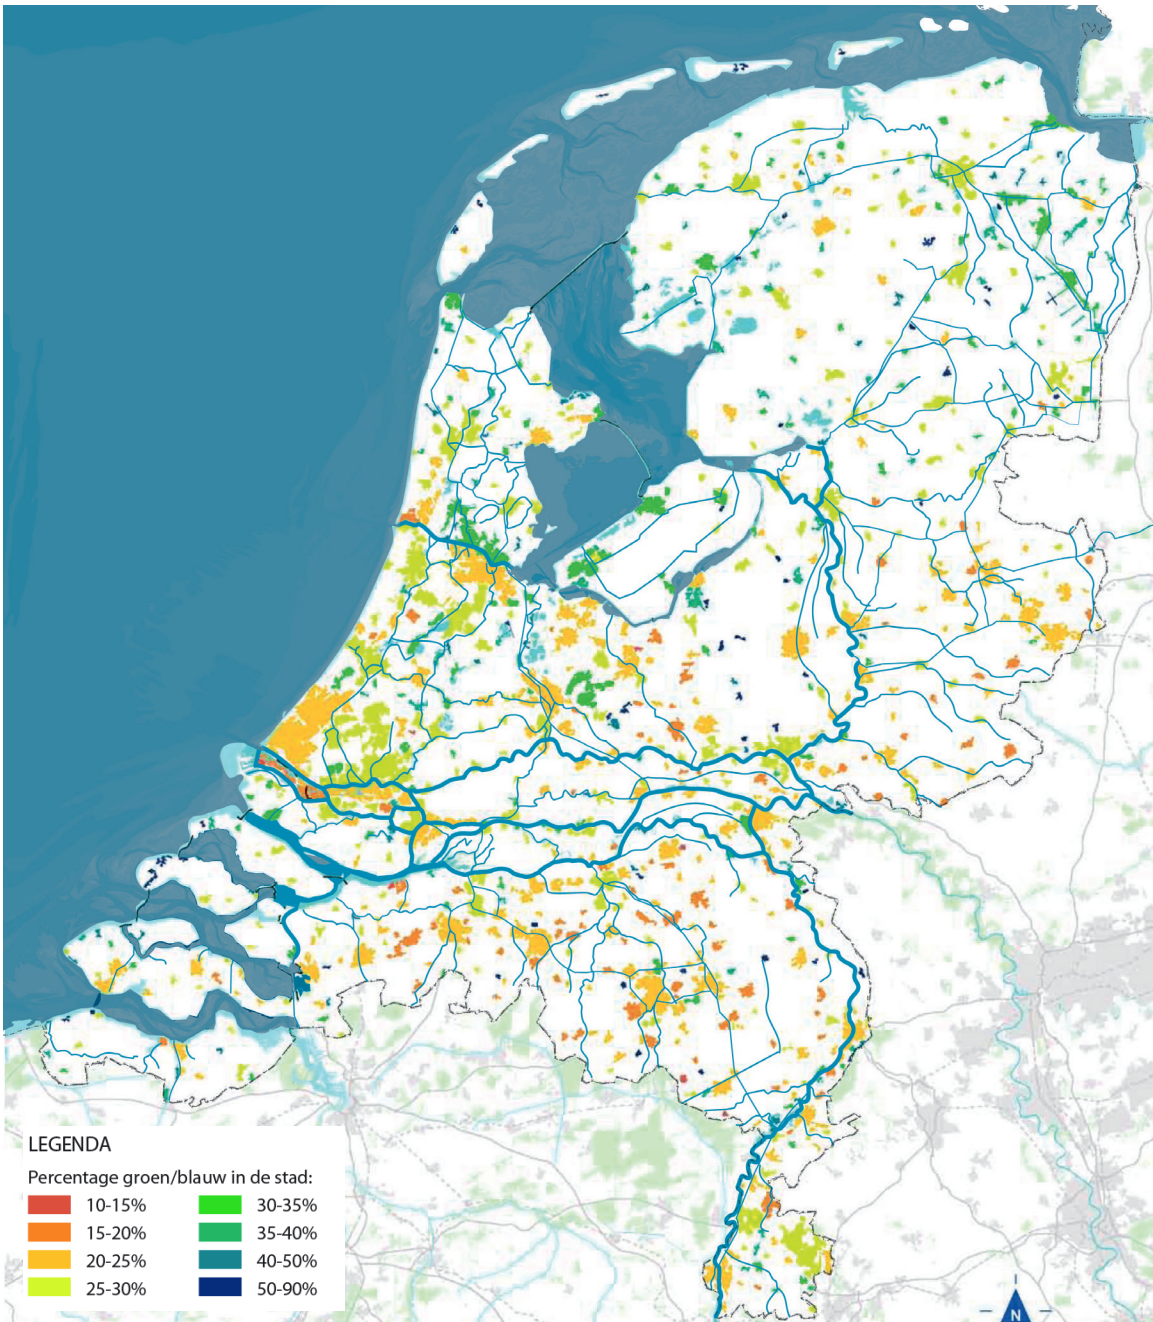 LEGENDA
Percentage groen/blauw in de stad:
10-15%
15-20%
20-25%
25-30%
30-35%
35-40%
40-50%
50-90%
N